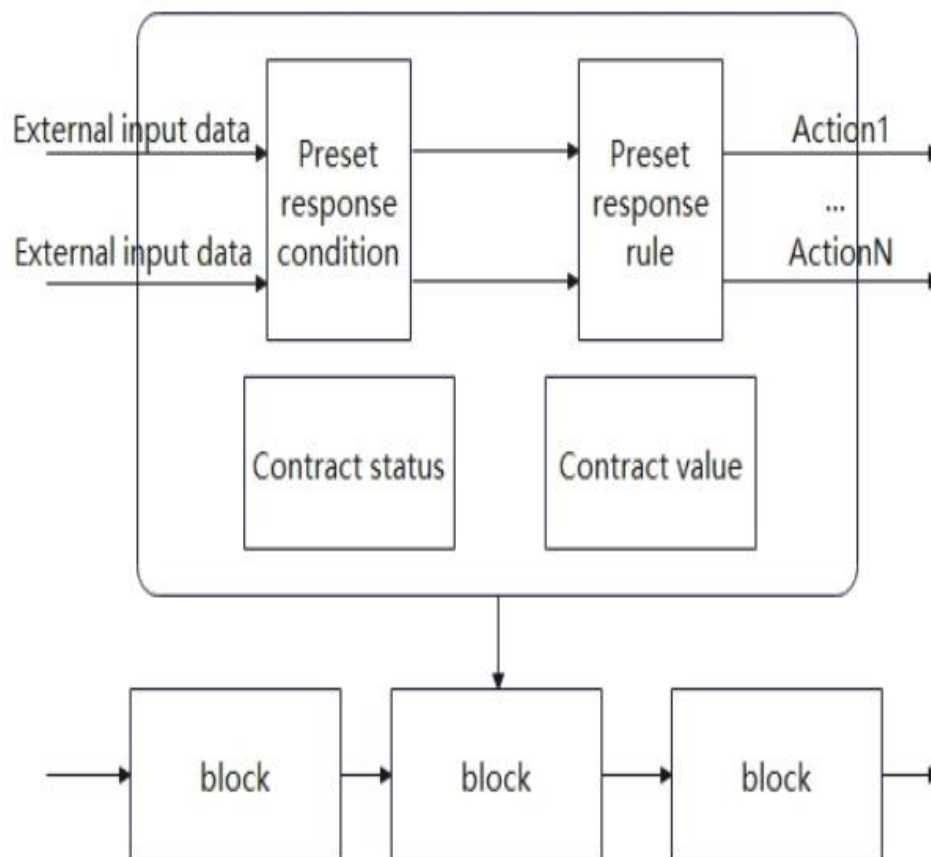 External input data
Action1
Preset
response
condition
Preset
response
rule
...
External input data
ActionN
Contract status
Contract value
block
block
block